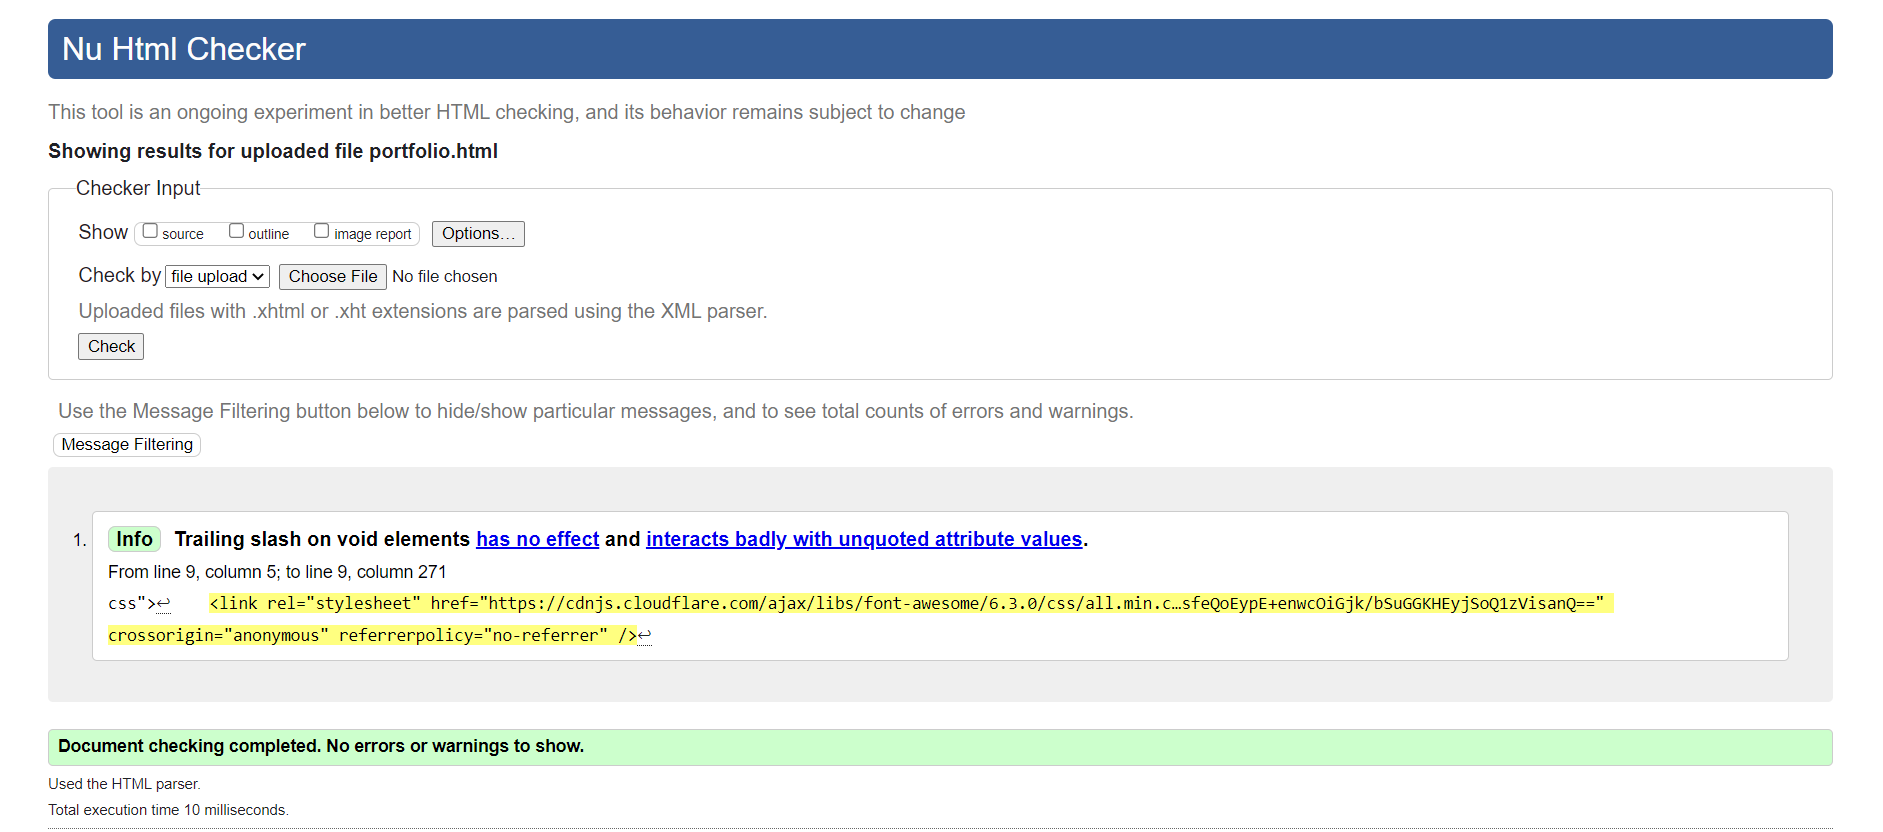 Nu Html Checker
This tool is an ongoing experiment in better HTML checking, and its behavior remains subject to change
Showing results for uploaded file portfolio.html
Checker Input
Show source outline image report Options…
Check by file upload Choose File No file chosen
Uploaded files with .xhtml or .xht extensions are parsed using the XML parser.
Check
Use the Message Filtering button below to hide/show particular messages, and to see total counts of errors and warnings.
Message Filtering
1. Info Trailing slash on void elements has no effect and interacts badly with unquoted attribute values.
From line 9, column 5; to line 9, column 271
css">↩ <link rel="stylesheet" href="https://cdnjs.cloudflare.com/ajax/libs/font-awesome/6.3.0/css/all.min.c…sfeQoEypE+enwcOiGjk/bSuGGKHEyjSoQ1zVisanQ=="
crossorigin="anonymous" referrerpolicy="no-referrer" />↩
Document checking completed. No errors or warnings to show.
Used the HTML parser.
Total execution time 10 milliseconds.